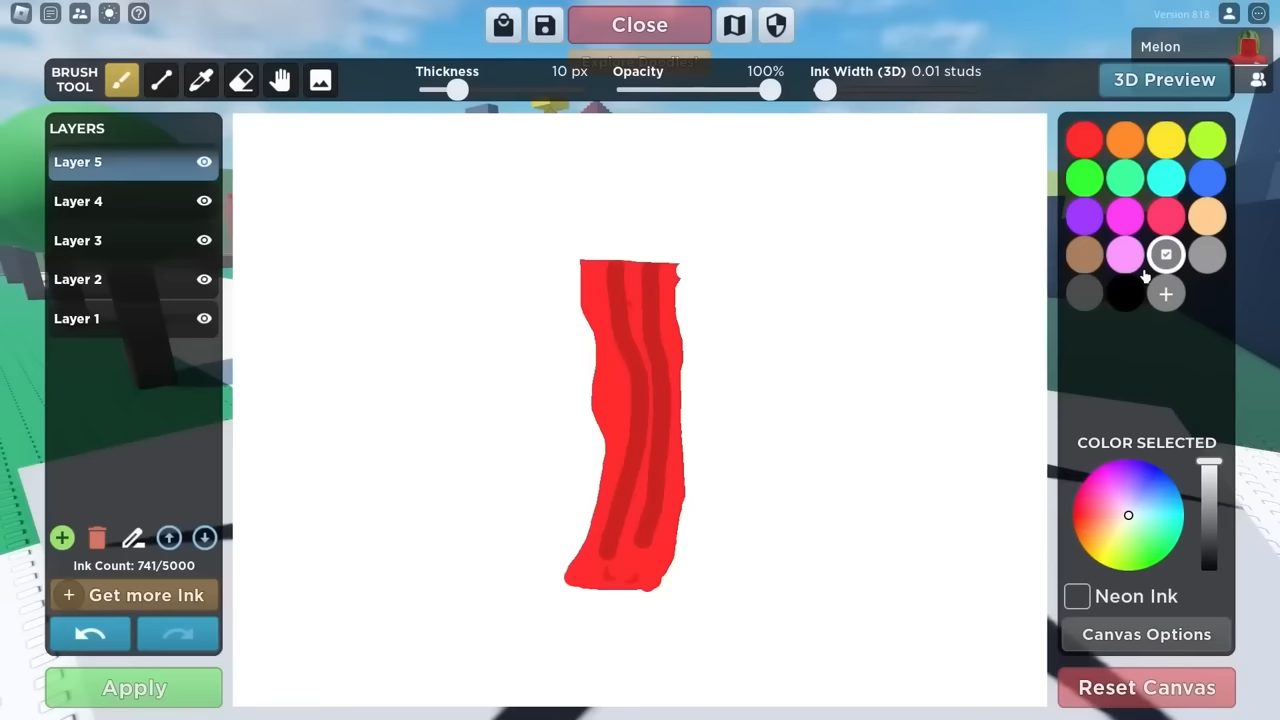 Version 818
Close
Explore Doodles!
Melon
BRUSH
TOOL
Thickness 10 px
Opacity 100%
Ink Width (3D) 0.01 studs
3D Preview
LAYERS
Layer 5
Layer 4
Layer 3
Layer 2
Layer 1
Ink Count: 741/5000
+ Get more Ink
Apply
COLOR SELECTED
Neon Ink
Canvas Options
Reset Canvas